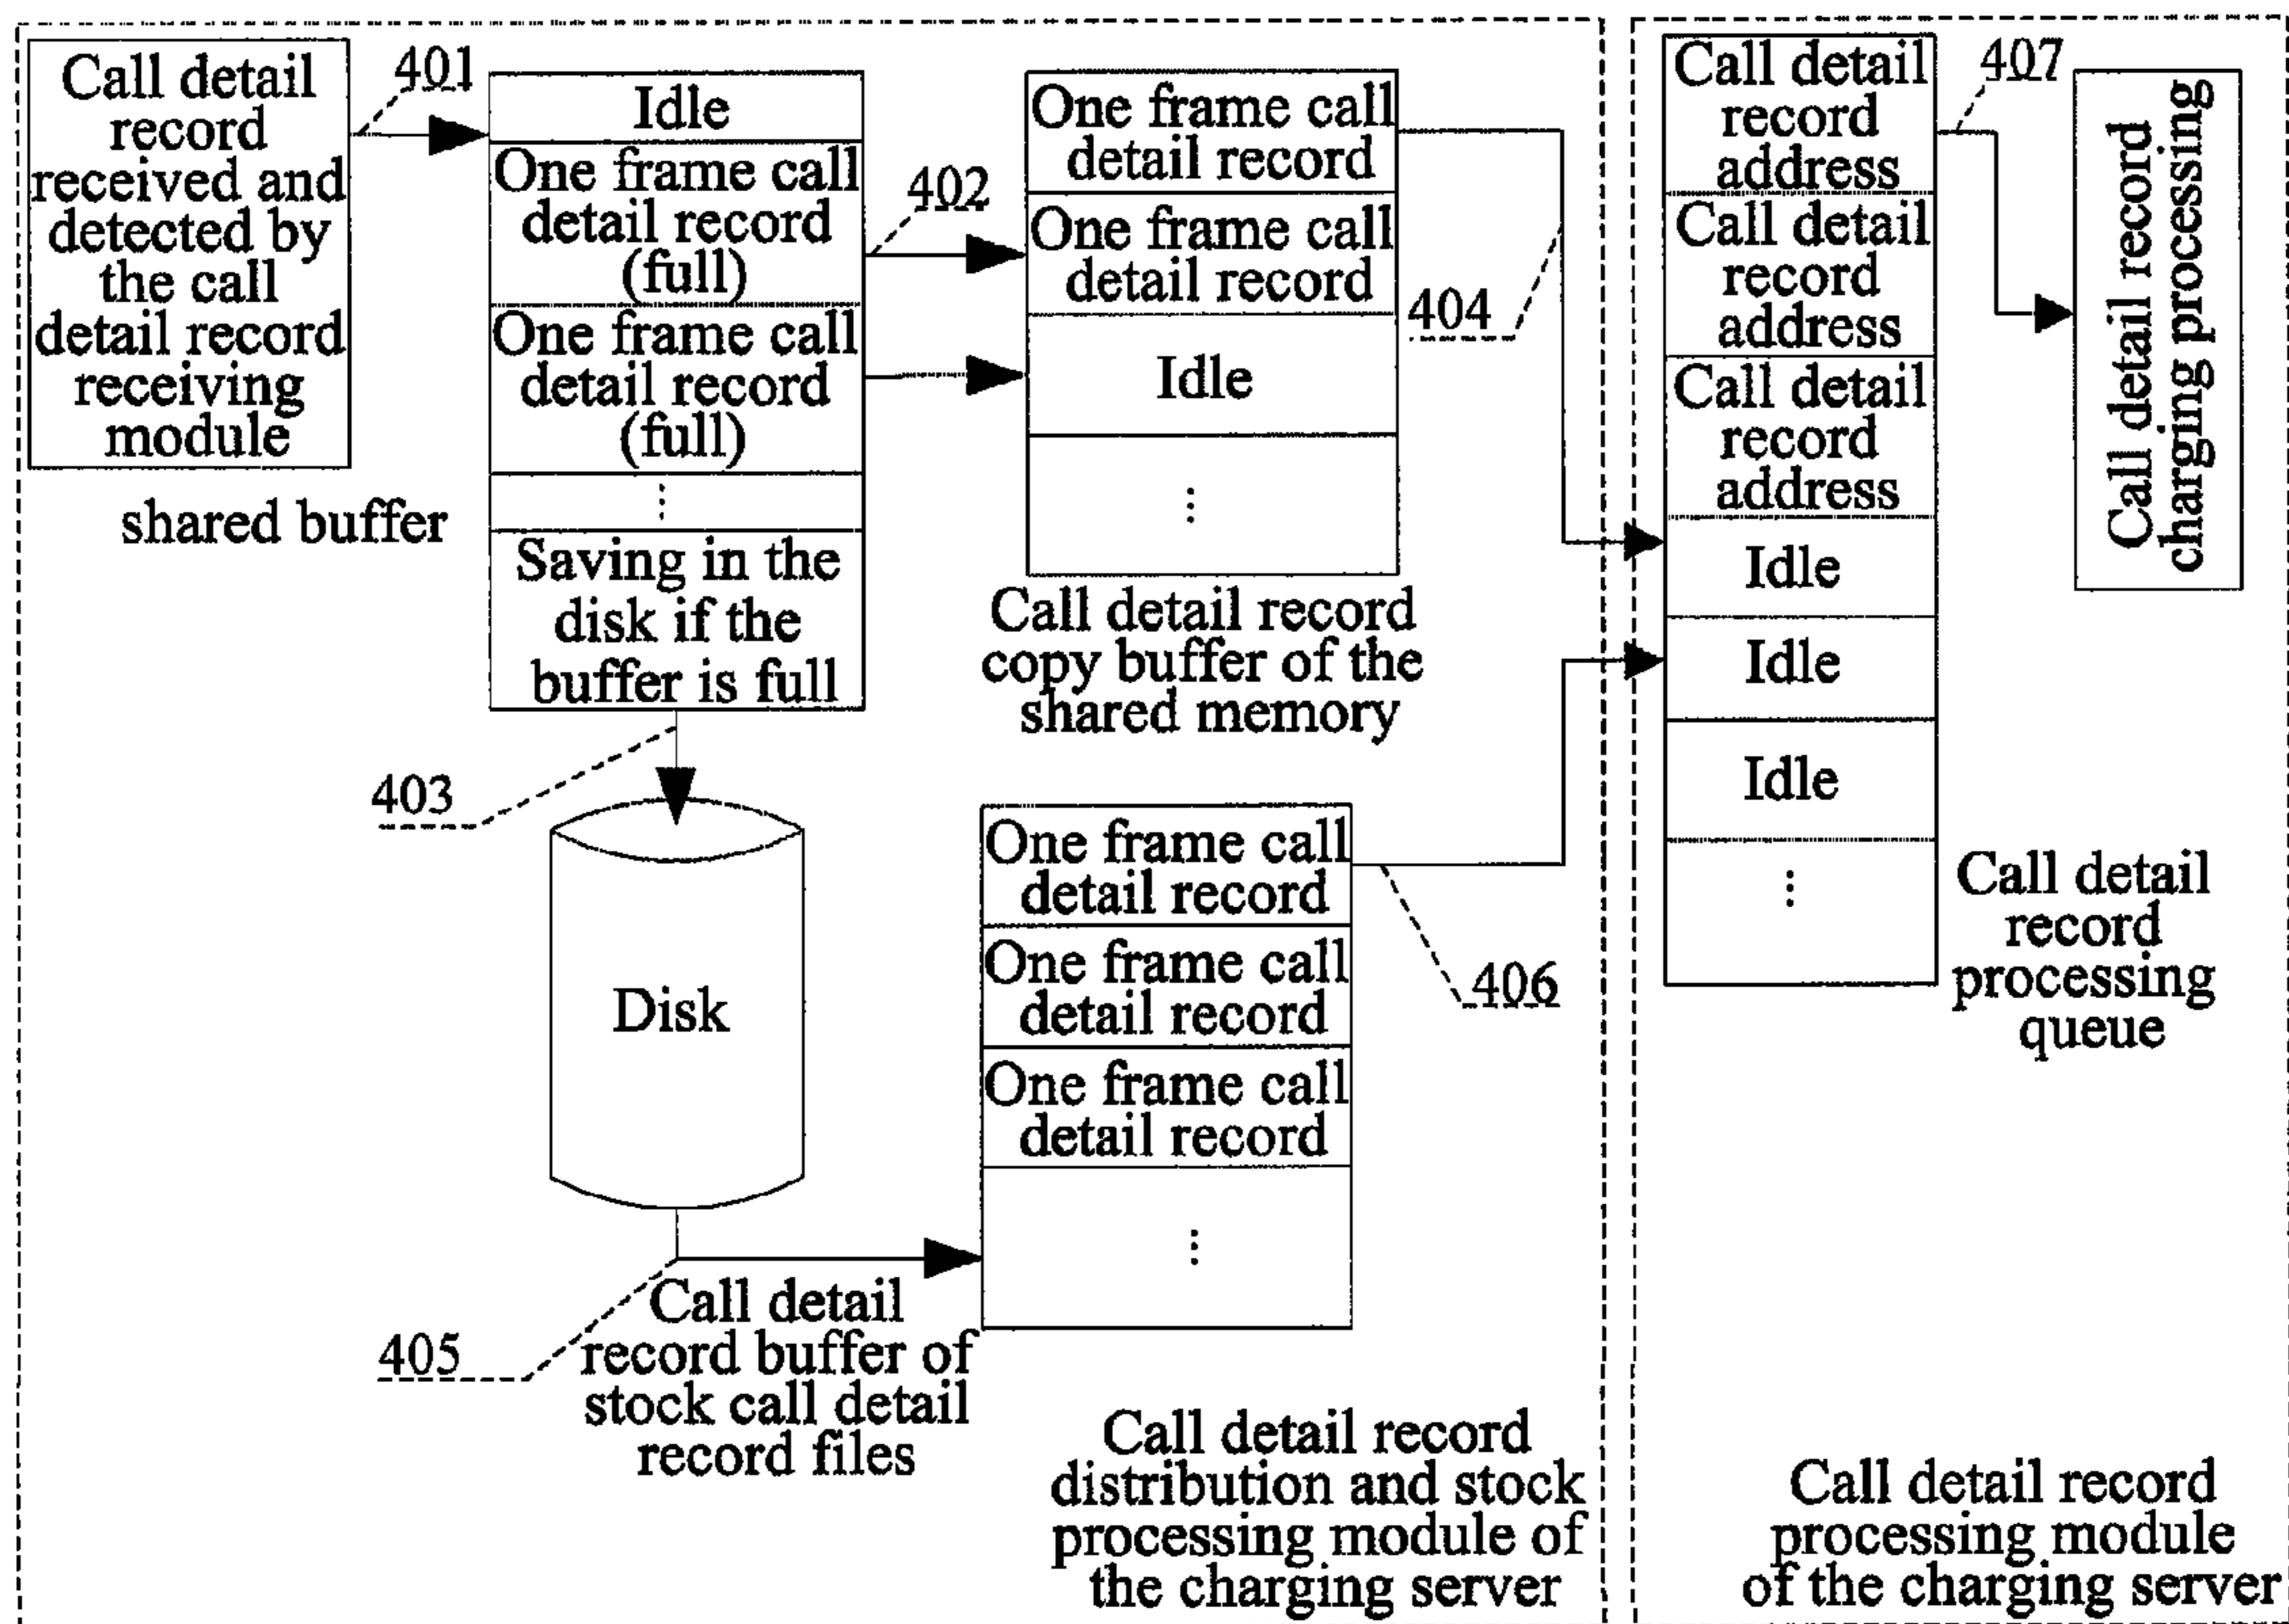 Call detail
record
received and
detected by
the call
detail record
receiving
module
401
shared buffer
Idle
One frame call
detail record
(full)
One frame call
detail record
(full)
⋮
Saving in the
disk if the
buffer is full
402
One frame call
detail record
One frame call
detail record
Idle
⋮
Call detail record
copy buffer of the
shared memory
404
403
Disk
405
Call detail
record buffer of
stock call detail
record files
One frame call
detail record
One frame call
detail record
One frame call
detail record
⋮
406
Call detail record
distribution and stock
processing module of
the charging server
Call detail
record
address
Call detail
record
address
Call detail
record
address
Idle
Idle
Idle
⋮
407
Call detail record
charging processing
Call detail
record
processing
queue
Call detail record
processing module
of the charging server